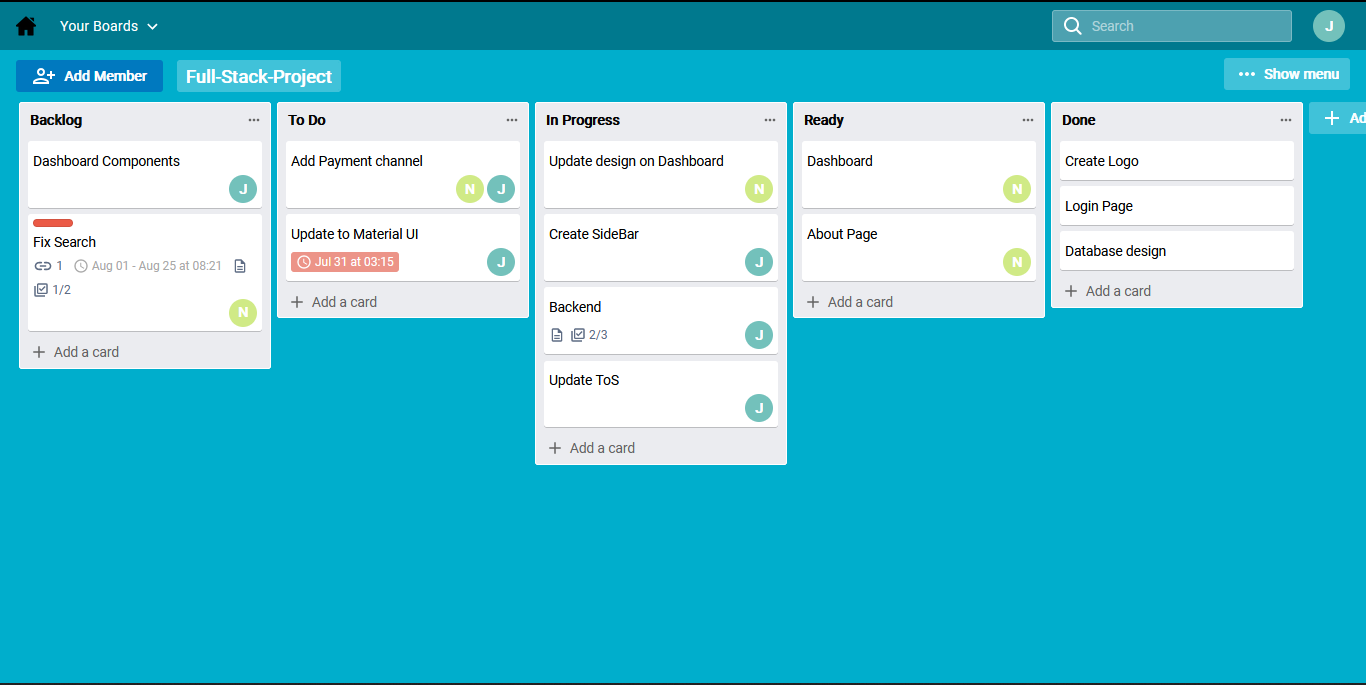 Your Boards
Search
J
Add Member
Full-Stack-Project
Show menu
Backlog
Dashboard Components
J
Fix Search
1 Aug 01 - Aug 25 at 08:21
1/2
N
Add a card
To Do
Add Payment channel
N J
Update to Material UI
Jul 31 at 03:15
J
Add a card
In Progress
Update design on Dashboard
N
Create SideBar
J
Backend
2/3
J
Update ToS
J
Add a card
Ready
Dashboard
N
About Page
N
Add a card
Done
Create Logo
Login Page
Database design
Add a card
Ad